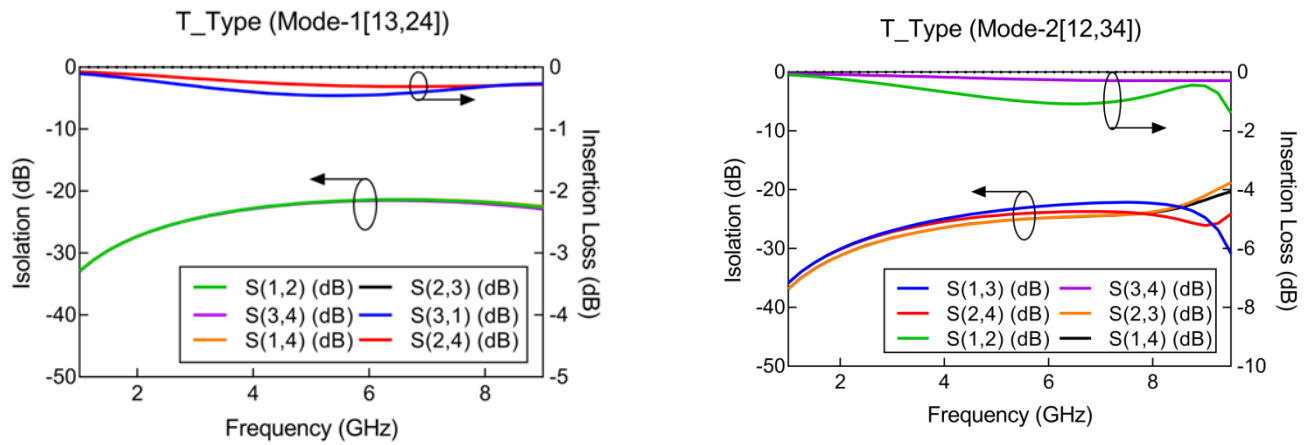 T_Type (Mode-1[13,24])
0
-10
-20
-30
-40
-50
Isolation (dB)
0
-1
-2
-3
-4
-5
Insertion Loss
(dB)
S(1,2) (dB)
S(2,3) (dB)
S(3,4) (dB)
S(3,1) (dB)
S(1,4) (dB)
S(2,4) (dB)
2
4
6
8
Frequency (GHz)
T_Type (Mode-2[12,34])
0
-10
-20
-30
-40
-50
Isolation (dB)
0
-2
-4
-6
-8
-10
Insertion Loss
(dB)
S(1,3) (dB)
S(3,4) (dB)
S(2,4) (dB)
S(2,3) (dB)
S(1,2) (dB)
S(1,4) (dB)
2
4
6
8
Frequency (GHz)